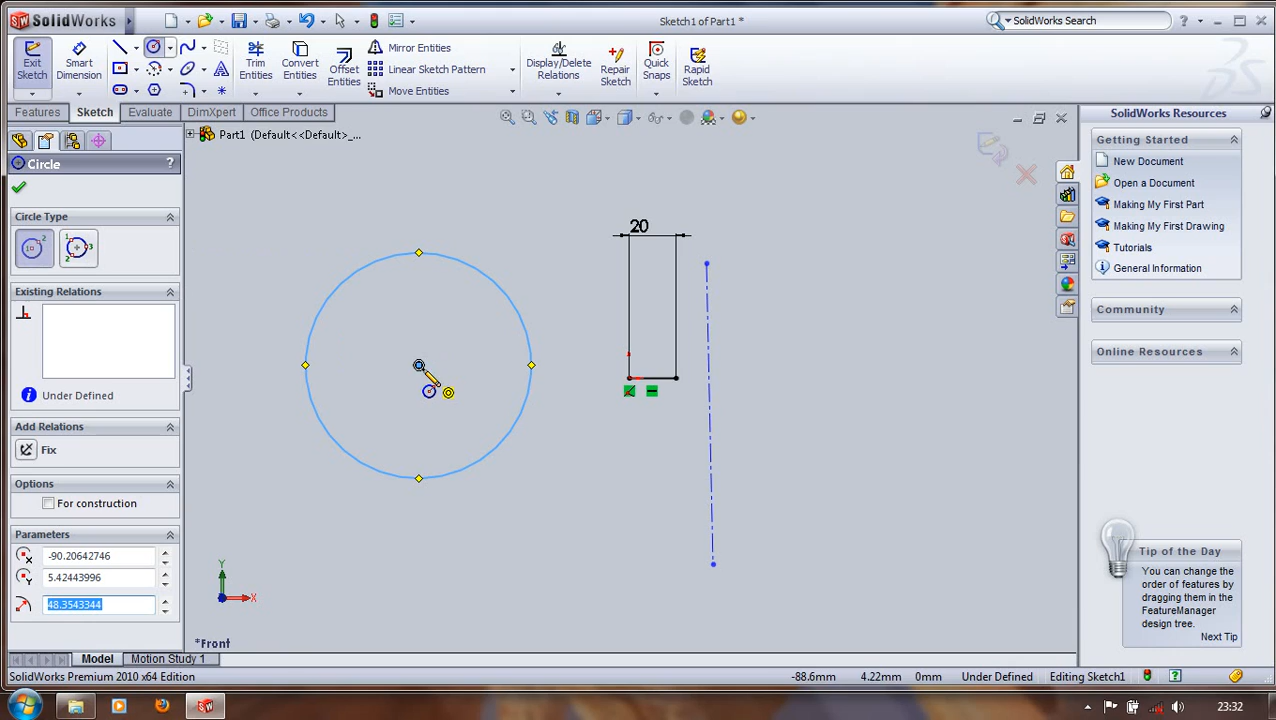 SW SolidWorks
Sketch1 of Part1 *
SolidWorks Search
?
Exit Sketch
Smart Dimension
Trim Entities
Convert Entities
Offset Entities
Mirror Entities
Linear Sketch Pattern
Move Entities
Display/Delete Relations
Repair Sketch
Quick Snaps
Rapid Sketch
Features
Sketch
Evaluate
DimXpert
Office Products
Part1 (Default<<Default>_...
Circle
?
Circle Type
Existing Relations
Under Defined
Add Relations
Fix
Options
For construction
Parameters
-90.20642746
5.42443996
48.3543344
20
Y
X
*Front
SolidWorks Resources
Getting Started
New Document
Open a Document
Making My First Part
Making My First Drawing
Tutorials
General Information
Community
Online Resources
Tip of the Day
You can change the
order of features by
dragging them in the
FeatureManager
design tree.
Next Tip
Model
Motion Study 1
SolidWorks Premium 2010 x64 Edition
-88.6mm
4.22mm
0mm
Under Defined
Editing Sketch1
?
23:32